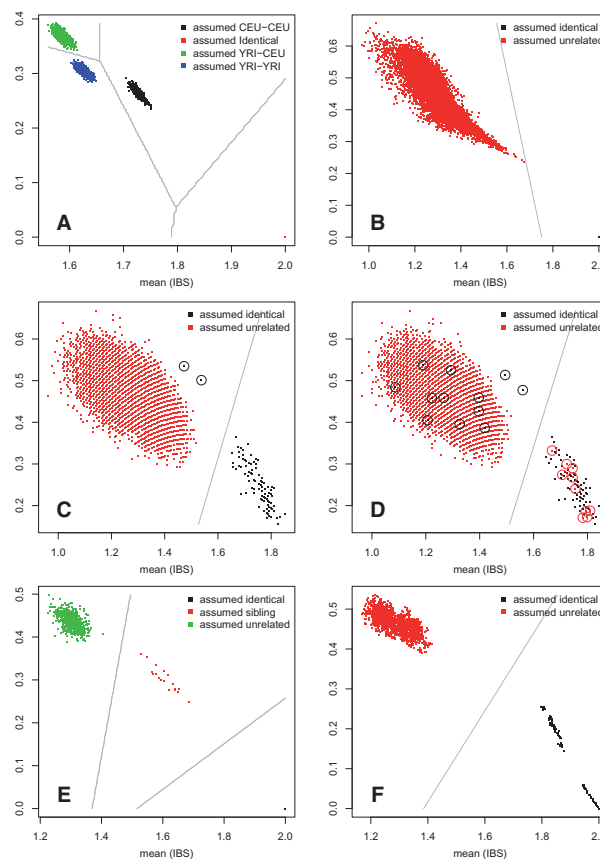 0.4
0.3
0.2
0.1
0.0
assumed CEU−CEU
assumed Identical
assumed YRI−CEU
assumed YRI−YRI
A
1.6
1.7
1.8
1.9
2.0
mean (IBS)
0.6
0.5
0.4
0.3
0.2
0.1
0.0
assumed identical
assumed unrelated
B
1.0
1.2
1.4
1.6
1.8
2.0
mean (IBS)
0.6
0.5
0.4
0.3
0.2
assumed identical
assumed unrelated
C
1.0
1.2
1.4
1.6
1.8
mean (IBS)
0.6
0.5
0.4
0.3
0.2
assumed identical
assumed unrelated
D
1.0
1.2
1.4
1.6
1.8
mean (IBS)
0.5
0.4
0.3
0.2
0.1
0.0
assumed identical
assumed sibling
assumed unrelated
E
1.2
1.4
1.6
1.8
2.0
mean (IBS)
0.5
0.4
0.3
0.2
0.1
0.0
assumed identical
assumed unrelated
F
1.2
1.4
1.6
1.8
2.0
mean (IBS)